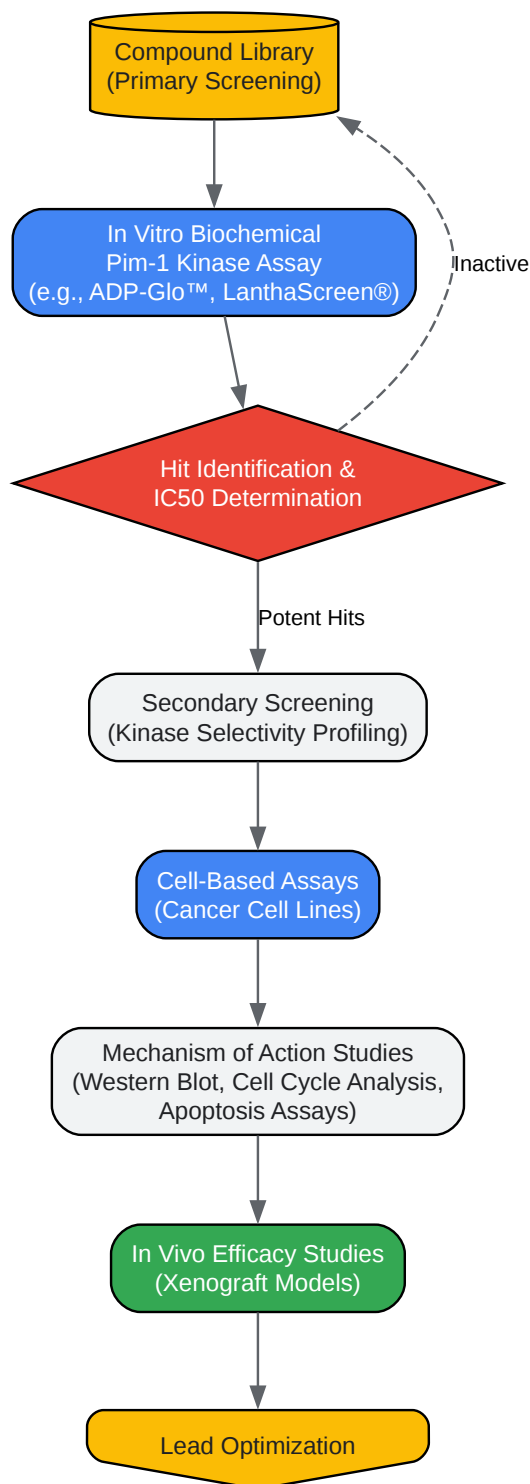 Compound Library
(Primary Screening)
In Vitro Biochemical
Pim-1 Kinase Assay
(e.g., ADP-Glo™, LanthaScreen®)
Inactive
Hit Identification &
IC50 Determination
Potent Hits
Secondary Screening
(Kinase Selectivity Profiling)
Cell-Based Assays
(Cancer Cell Lines)
Mechanism of Action Studies
(Western Blot, Cell Cycle Analysis,
Apoptosis Assays)
In Vivo Efficacy Studies
(Xenograft Models)
Lead Optimization